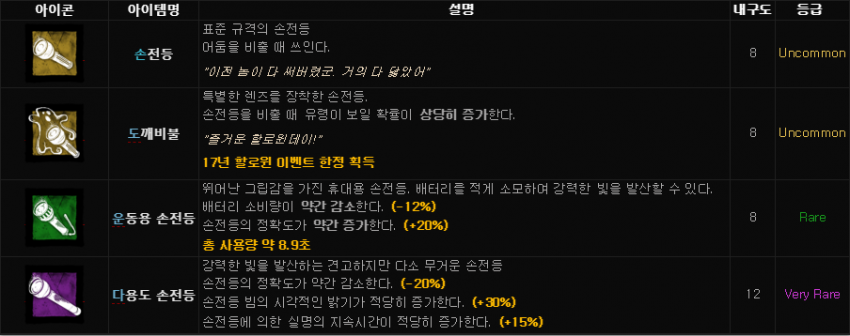 아이콘 아이템명 설명 내구도 등급
손전등
표준 규격의 손전등
어둠을 비출 때 쓰인다.
"이전 놈이 다 써버렸군. 거의 다 닳았어"
8 Uncommon
도깨비불
특별한 렌즈를 장착한 손전등.
손전등을 비출 때 유령이 보일 확률이 상당히 증가한다.
"즐거운 할로윈데이!"
17년 할로윈 이벤트 한정 획득
8 Uncommon
운동용 손전등
뛰어난 그립감을 가진 휴대용 손전등. 배터리를 적게 소모하며 강력한 빛을 발산할 수 있다.
배터리 소비량이 약간 감소한다. (-12%)
손전등의 정확도가 약간 증가한다. (+20%)
총 사용량 약 8.9초
8 Rare
다용도 손전등
강력한 빛을 발산하는 견고하지만 다소 무거운 손전등
손전등의 정확도가 약간 감소한다. (-20%)
손전등 빔의 시각적인 밝기가 적당히 증가한다. (+30%)
손전등에 의한 실명의 지속시간이 적당히 증가한다. (+15%)
12 Very Rare